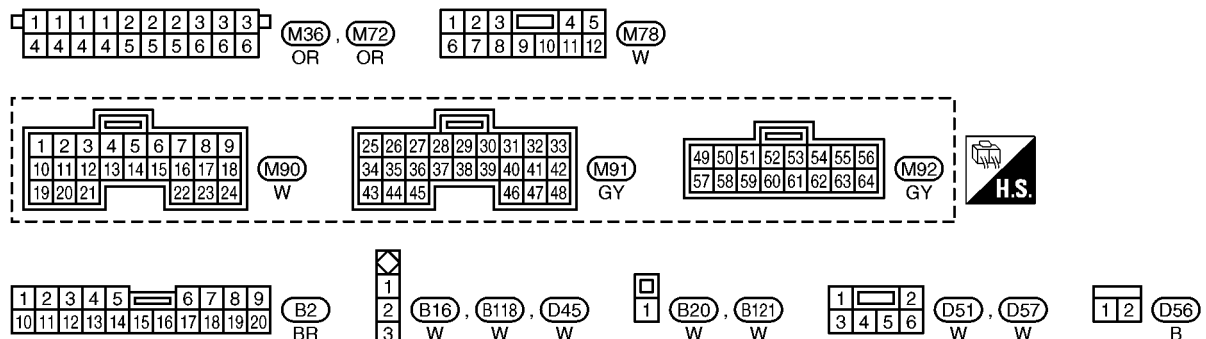 1 1 1 1 2 2 2 3 3 3
4 4 4 4 5 5 5 6 6 6
M36 , M72
OR OR
1 2 3 4 5
6 7 8 9 10 11 12
M78
W
1 2 3 4 5 6 7 8 9
10 11 12 13 14 15 16 17 18
19 20 21 22 23 24
M90
W
25 26 27 28 29 30 31 32 33
34 35 36 37 38 39 40 41 42
43 44 45 46 47 48
M91
GY
49 50 51 52 53 54 55 56
57 58 59 60 61 62 63 64
M92
GY
H.S.
1 2 3 4 5 6 7 8 9
10 11 12 13 14 15 16 17 18 19 20
B2
BR
1
2
3
B16 , B118 , D45
W W W
1
B20 , B121
W W
1 2
3 4 5 6
D51 , D57
W W
1 2
D56
B